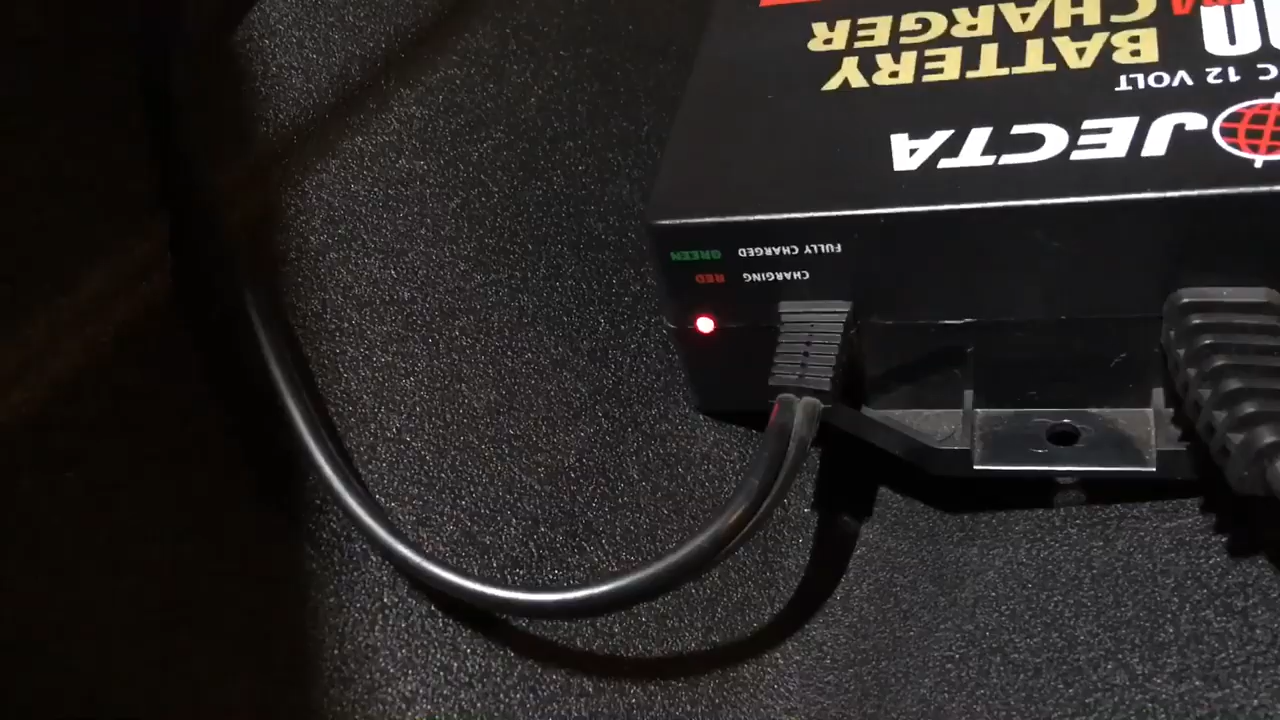 CHARGING RED
FULLY CHARGED GREEN
JECTA
C 12 VOLT
BATTERY
CHARGER